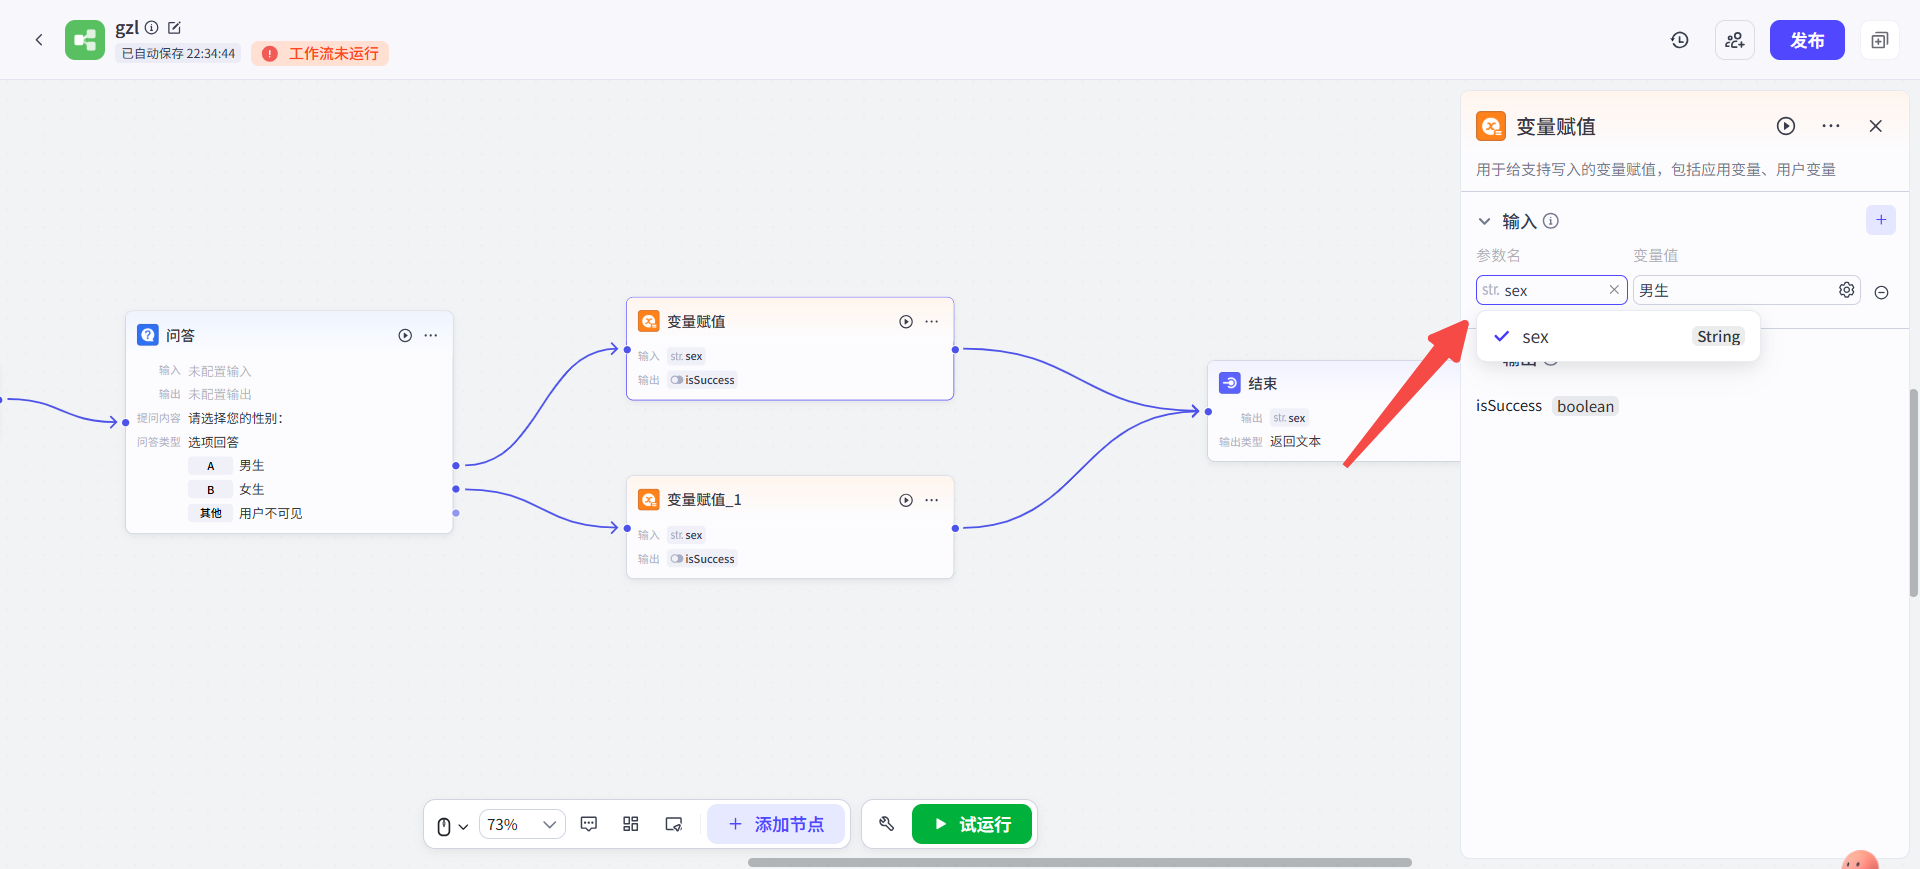 gzl
已自动保存 22:34:44
工作流未运行
发布
问答
输入 未配置输入
输出 未配置输出
提问内容 请选择您的性别：
问答类型 选项回答
A 男生
B 女生
其他 用户不可见
变量赋值
输入 str. sex
输出 isSuccess
变量赋值_1
输入 str. sex
输出 isSuccess
结束
输出 str. sex
输出类型 返回文本
变量赋值
用于给支持写入的变量赋值，包括应用变量、用户变量
输入
参数名 变量值
str. sex 男生
sex String
输出
isSuccess boolean
73%
添加节点
试运行